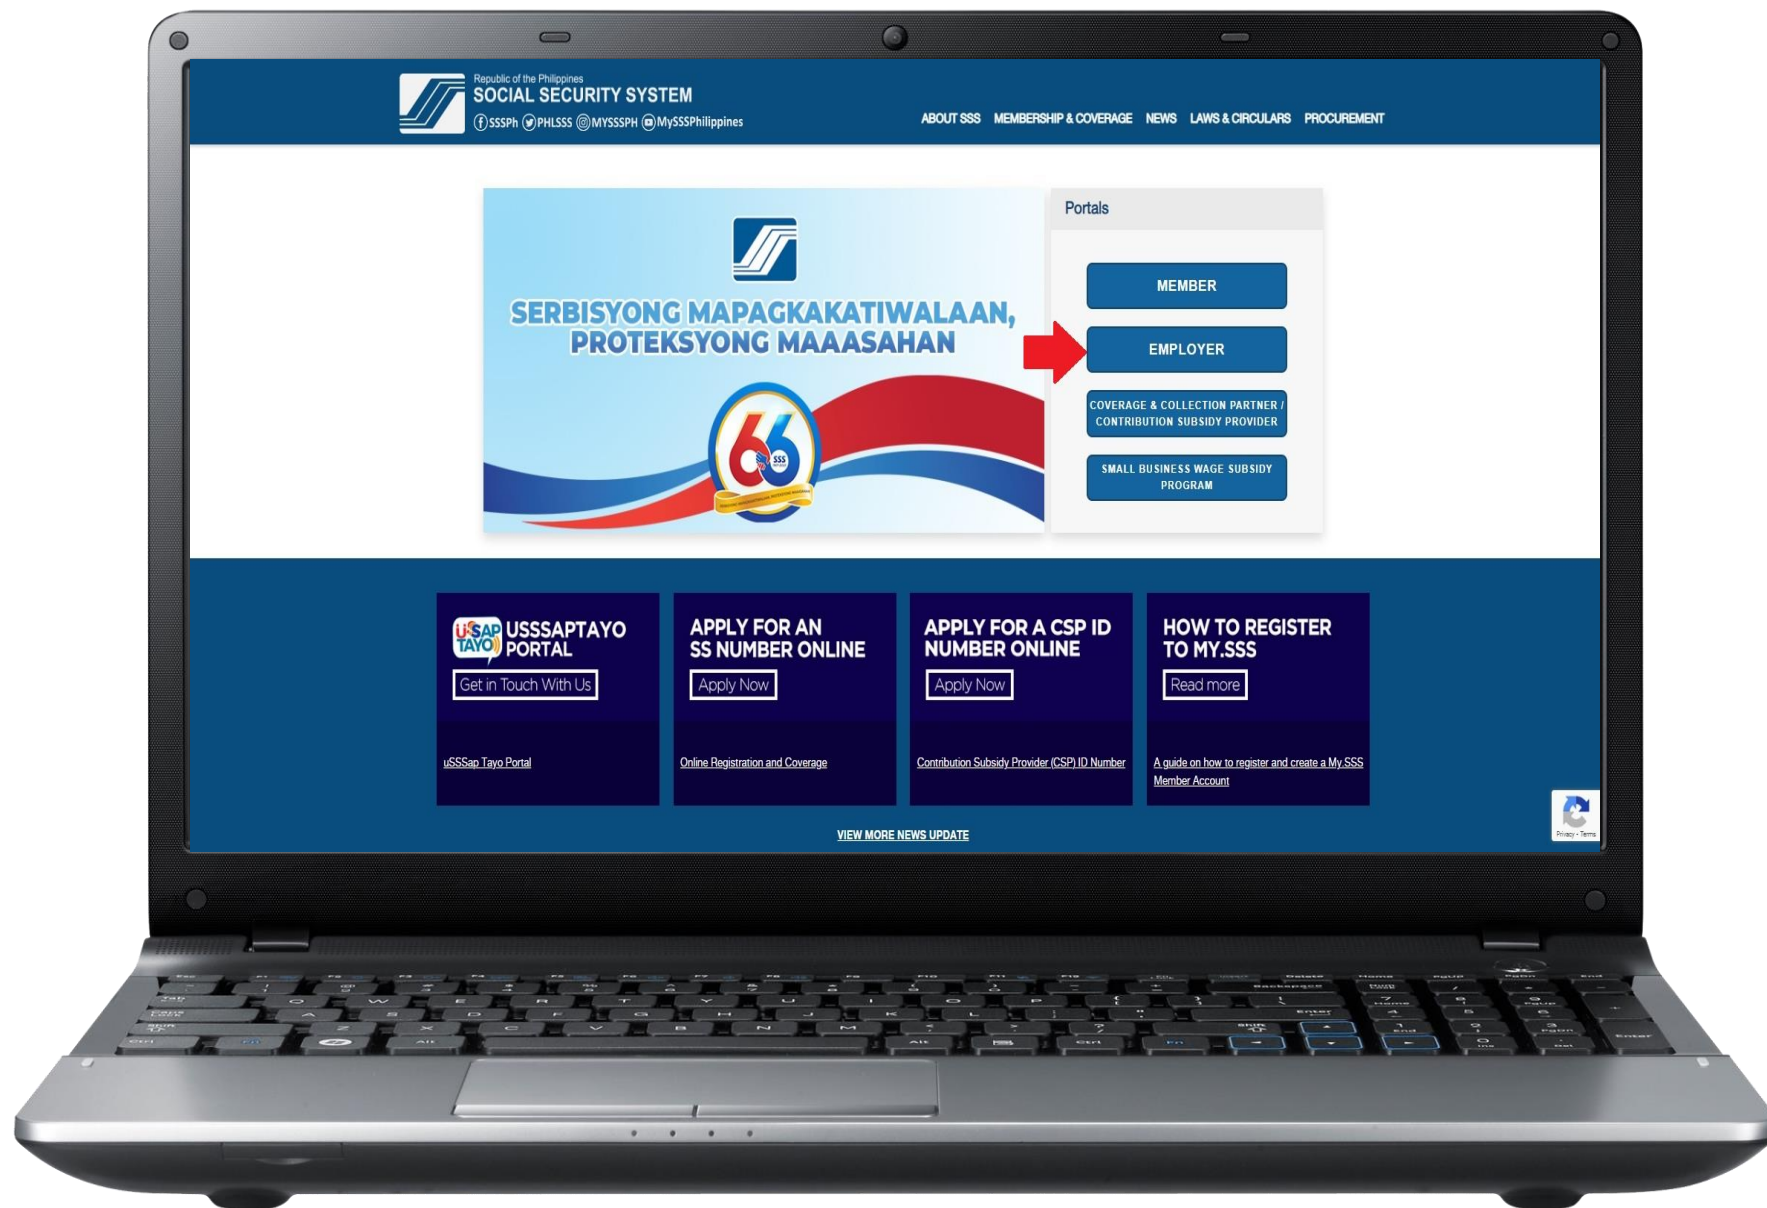 Republic of the Philippines
SOCIAL SECURITY SYSTEM
SSSPh PHLSSS MYSSSPH MySSSPhilippines
ABOUT SSS MEMBERSHIP & COVERAGE NEWS LAWS & CIRCULARS PROCUREMENT
SERBISYONG MAPAGKAKATIWALAAN,
PROTEKSYONG MAAASAHAN
66
SSS
Portals
MEMBER
EMPLOYER
COVERAGE & COLLECTION PARTNER /
CONTRIBUTION SUBSIDY PROVIDER
SMALL BUSINESS WAGE SUBSIDY
PROGRAM
USSAP
TAYO
USSSAPTAYO
PORTAL
Get in Touch With Us
uSSSap Tayo Portal
APPLY FOR AN
SS NUMBER ONLINE
Apply Now
Online Registration and Coverage
APPLY FOR A CSP ID
NUMBER ONLINE
Apply Now
Contribution Subsidy Provider (CSP) ID Number
HOW TO REGISTER
TO MY.SSS
Read more
A guide on how to register and create a My.SSS
Member Account
VIEW MORE NEWS UPDATE
Privacy - Terms